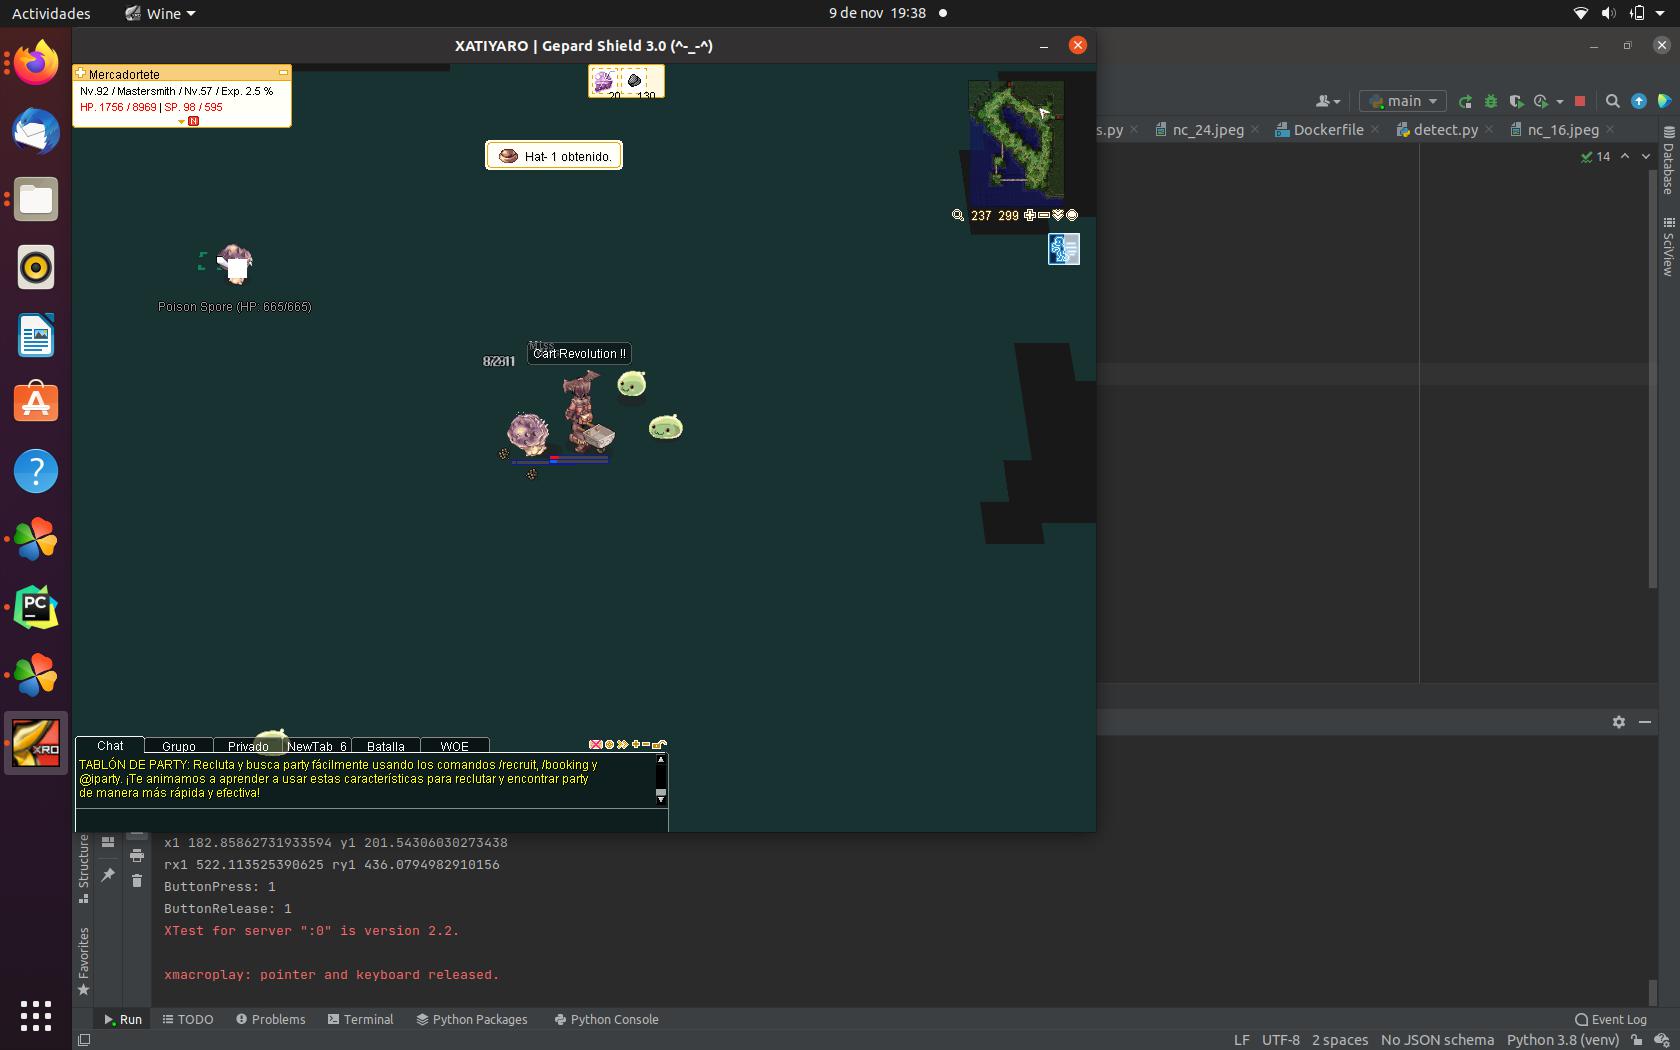 Actividades
Wine
9 de nov 19:38
XATIYARO | Gepard Shield 3.0 (^-_-^)
Mercadortete
Nv.92 / Mastersmith / Nv.57 / Exp. 2.5 %
HP. 1756 / 8969 | SP. 98 / 595
N
20
130
Hat- 1 obtenido.
237 299
main
s.py
nc_24.jpeg
Dockerfile
detect.py
nc_16.jpeg
14
Database
SciView
Poison Spore (HP: 665/665)
Miss
Cart Revolution !!
PC
XRO
Chat
Grupo
Privado
NewTab_6
Batalla
WOE
TABLÓN DE PARTY: Recluta y busca party fácilmente usando los comandos /recruit, /booking y
@iparty. ¡Te animamos a aprender a usar estas características para reclutar y encontrar party
de manera más rápida y efectiva!
x1 182.85862731933594 y1 201.54306030273438
rx1 522.113525390625 ry1 436.0794982910156
ButtonPress: 1
ButtonRelease: 1
XTest for server ":0" is version 2.2.
xmacroplay: pointer and keyboard released.
Structure
Favorites
Run
TODO
Problems
Terminal
Python Packages
Python Console
Event Log
LF UTF-8 2 spaces No JSON schema Python 3.8 (venv)